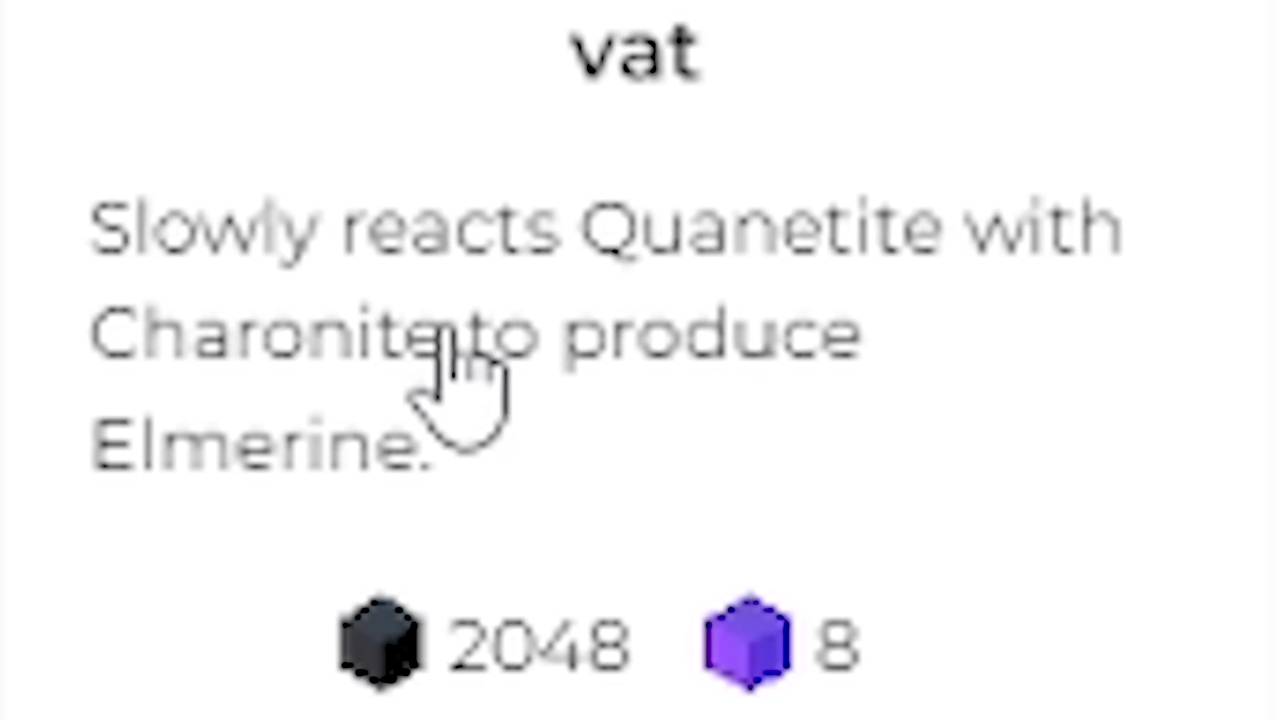 vat
Slowly reacts Quanetite with
Charonite to produce
Elmerine.
2048 8